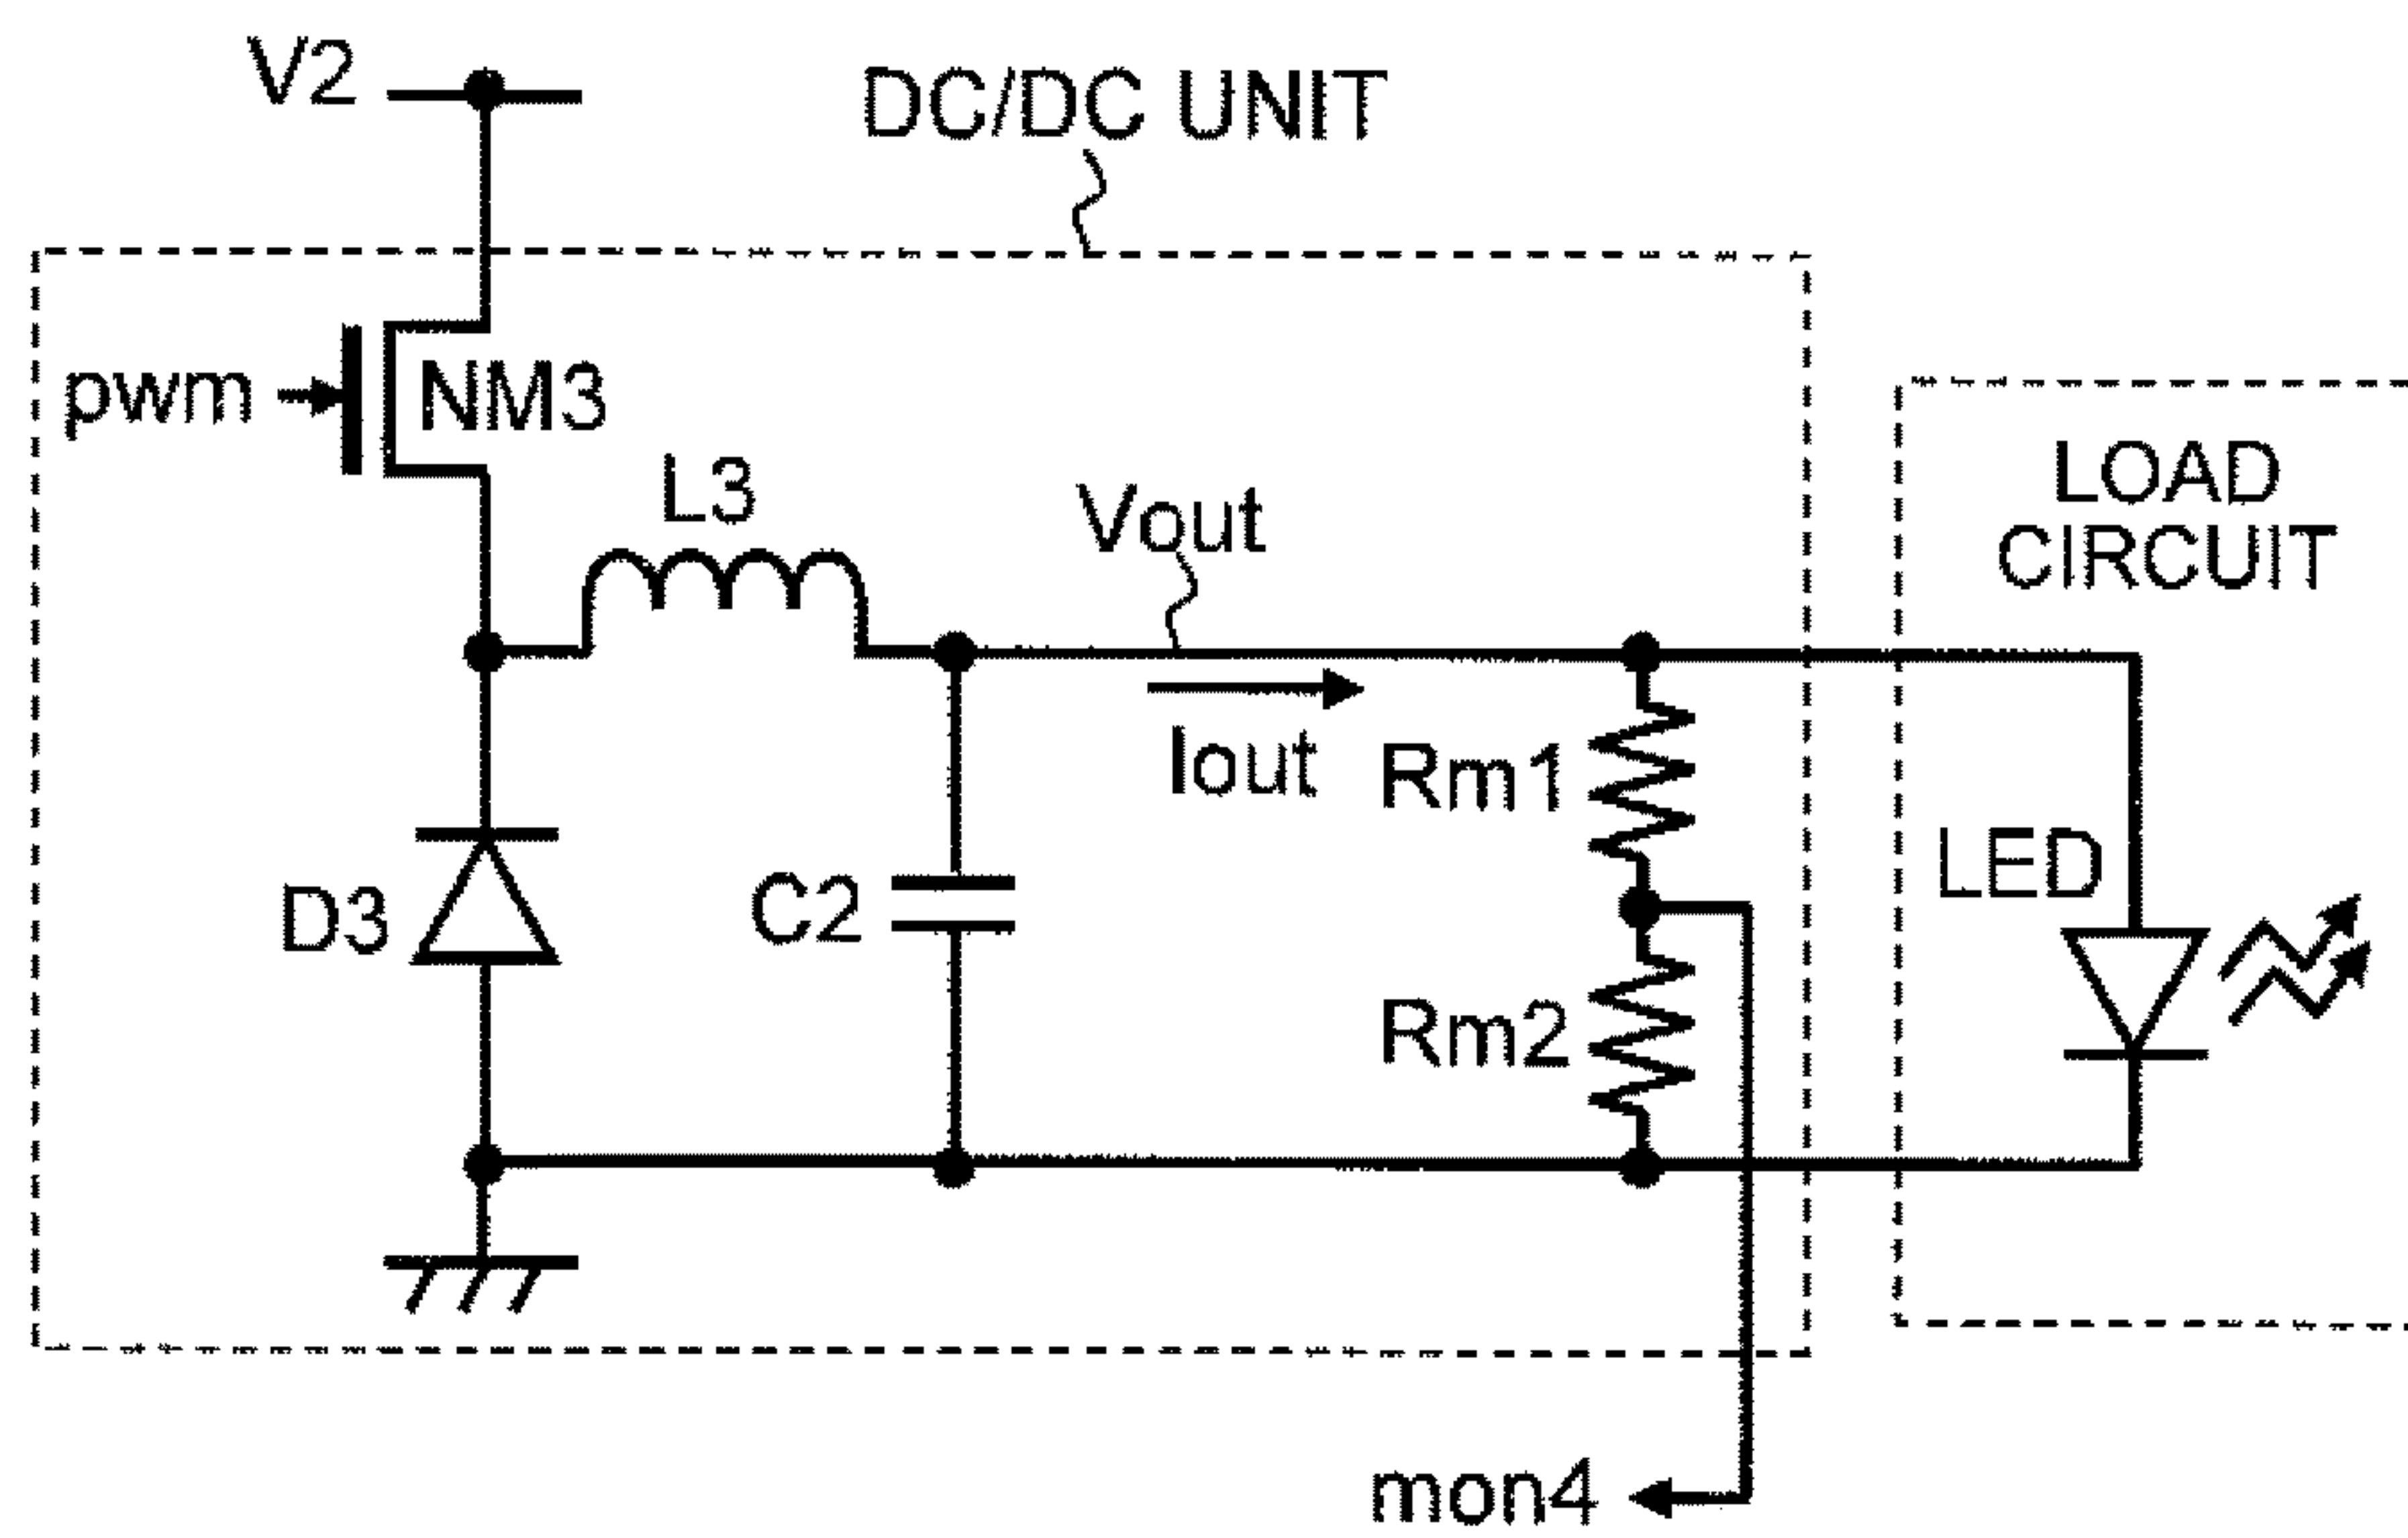 V2
DC/DC UNIT
pwm
NM3
L3
Vout
LOAD
CIRCUIT
Iout
Rm1
LED
D3
C2
Rm2
mon4